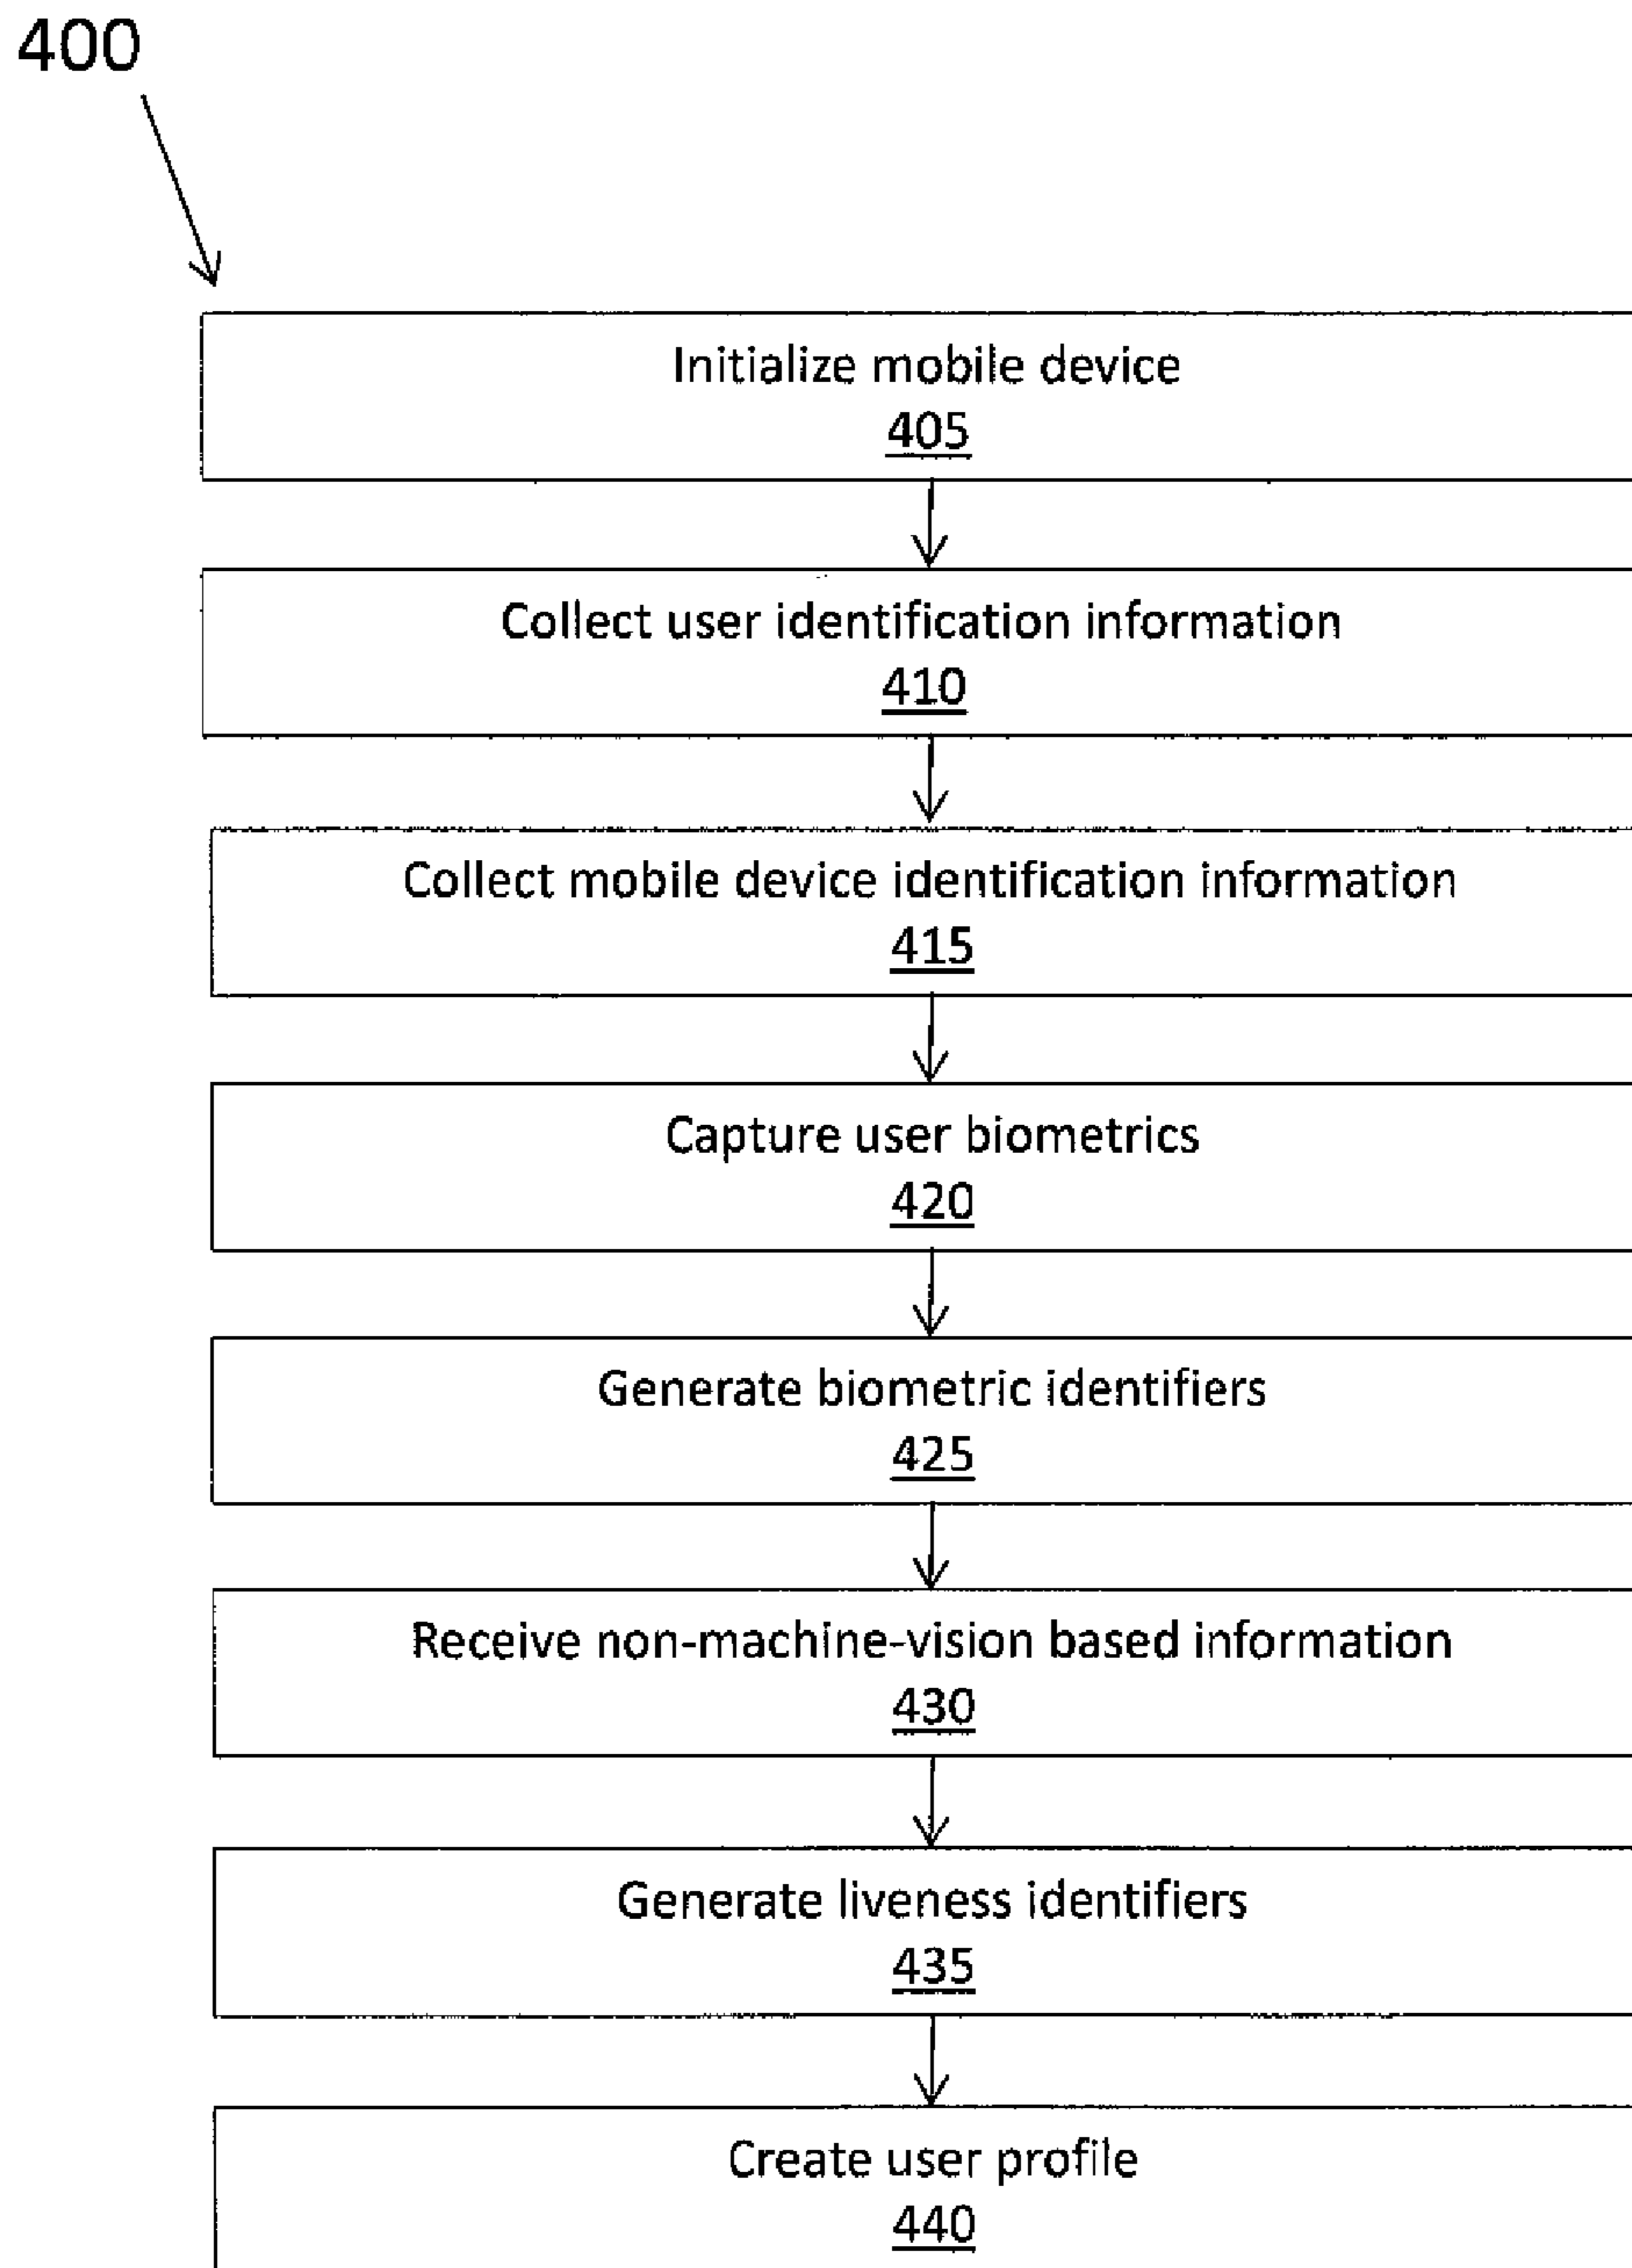 400
Initialize mobile device
405
Collect user identification information
410
Collect mobile device identification information
415
Capture user biometrics
420
Generate biometric identifiers
425
Receive non-machine-vision based information
430
Generate liveness identifiers
435
Create user profile
440